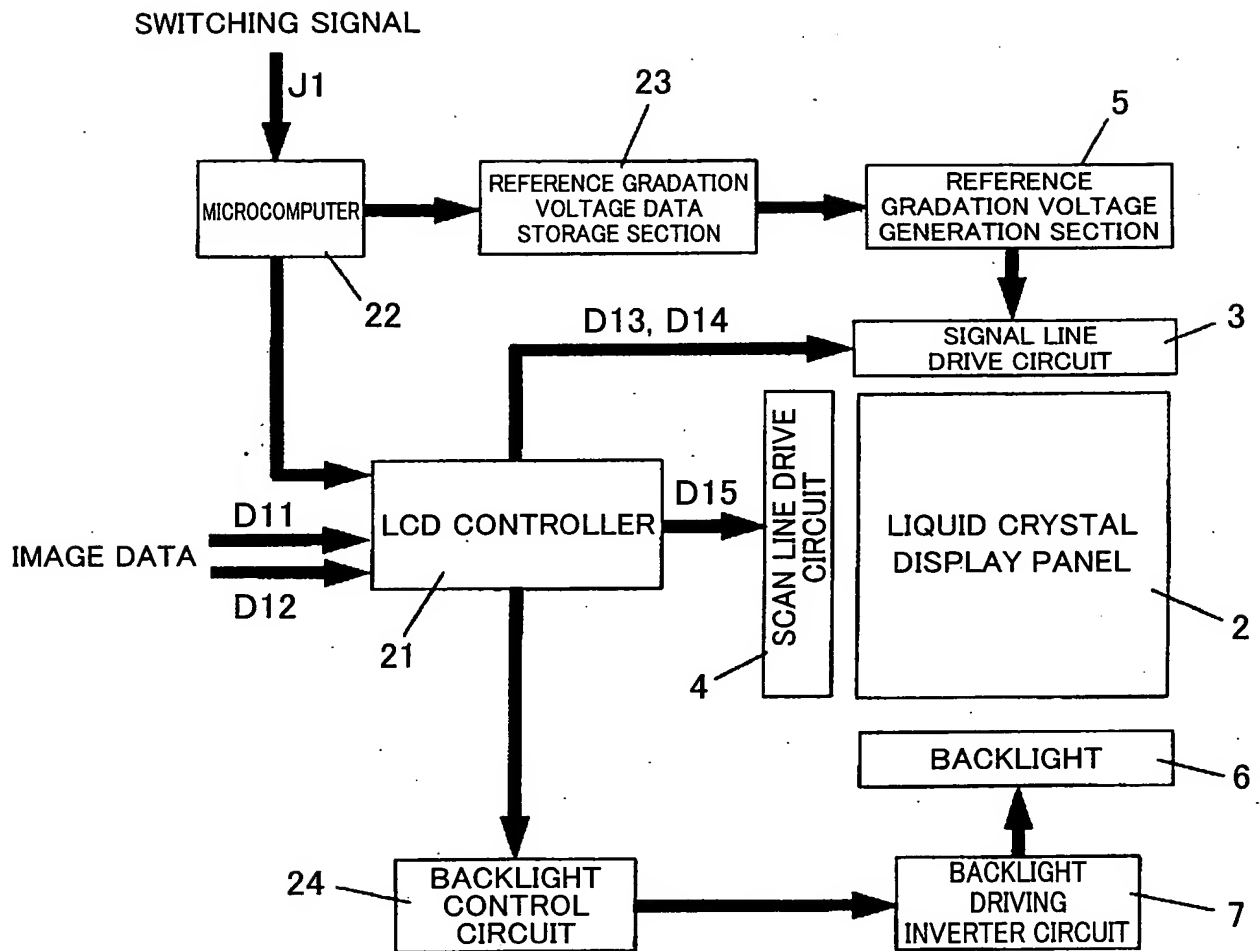 SWITCHING SIGNAL
J1
23
5
MICROCOMPUTER
REFERENCE GRADATION
VOLTAGE DATA
STORAGE SECTION
REFERENCE
GRADATION VOLTAGE
GENERATION SECTION
22
D13, D14
SIGNAL LINE
DRIVE CIRCUIT
3
D11
IMAGE DATA
D12
LCD CONTROLLER
21
D15
SCAN LINE DRIVE
CIRCUIT
4
LIQUID CRYSTAL
DISPLAY PANEL
2
BACKLIGHT
6
24
BACKLIGHT
CONTROL
CIRCUIT
BACKLIGHT
DRIVING
INVERTER CIRCUIT
7